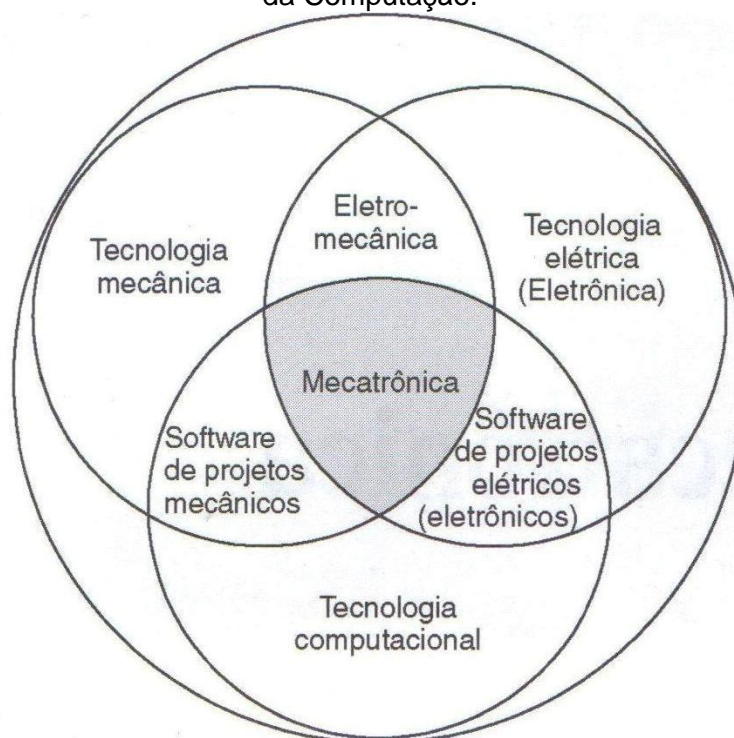 da Computação.
Eletro-
mecânica
Tecnologia
mecânica
Tecnologia
elétrica
(Eletrônica)
Mecatrônica
Software
de projetos
mecânicos
Software
de projetos
elétricos
(eletrônicos)
Tecnologia
computacional